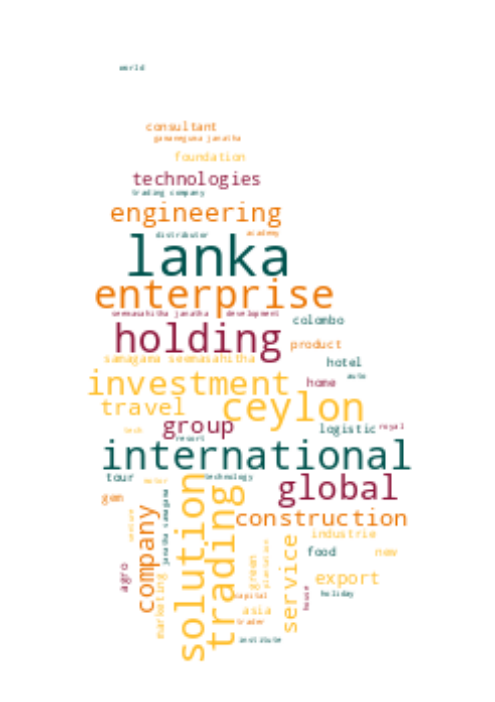 world
consultant
gananeguna janatha
foundation
technologies
trading company
engineering
distributor academy
lanka
enterprise
seemasahitha janatha development
colombo
holding
product
samagama seemasahitha
hotel
investment
auto
home
travel ceylon
group
logistic royal
tech
resort
international
tour technology
motor
global
gem
solution
trading
company
janatha samagama
venture
construction
industrie
service
food new
green
plantation
agro
marketing
export
capital
house
holiday
asia
trader
institute